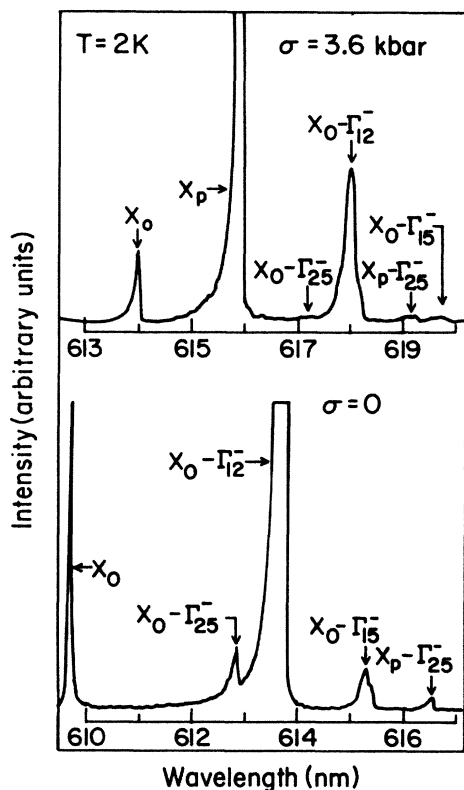 T=2K
σ=3.6 kbar
X₀-Γ₁₂⁻
Xₚ
X₀
X₀-Γ₁₅⁻
X₀-Γ₂₅⁻
Xₚ-Γ₂₅⁻
613 615 617 619
σ=0
X₀-Γ₁₂⁻
X₀
X₀-Γ₂₅⁻
X₀-Γ₁₅⁻
Xₚ-Γ₂₅⁻
610 612 614 616
Wavelength (nm)
Intensity (arbitrary units)